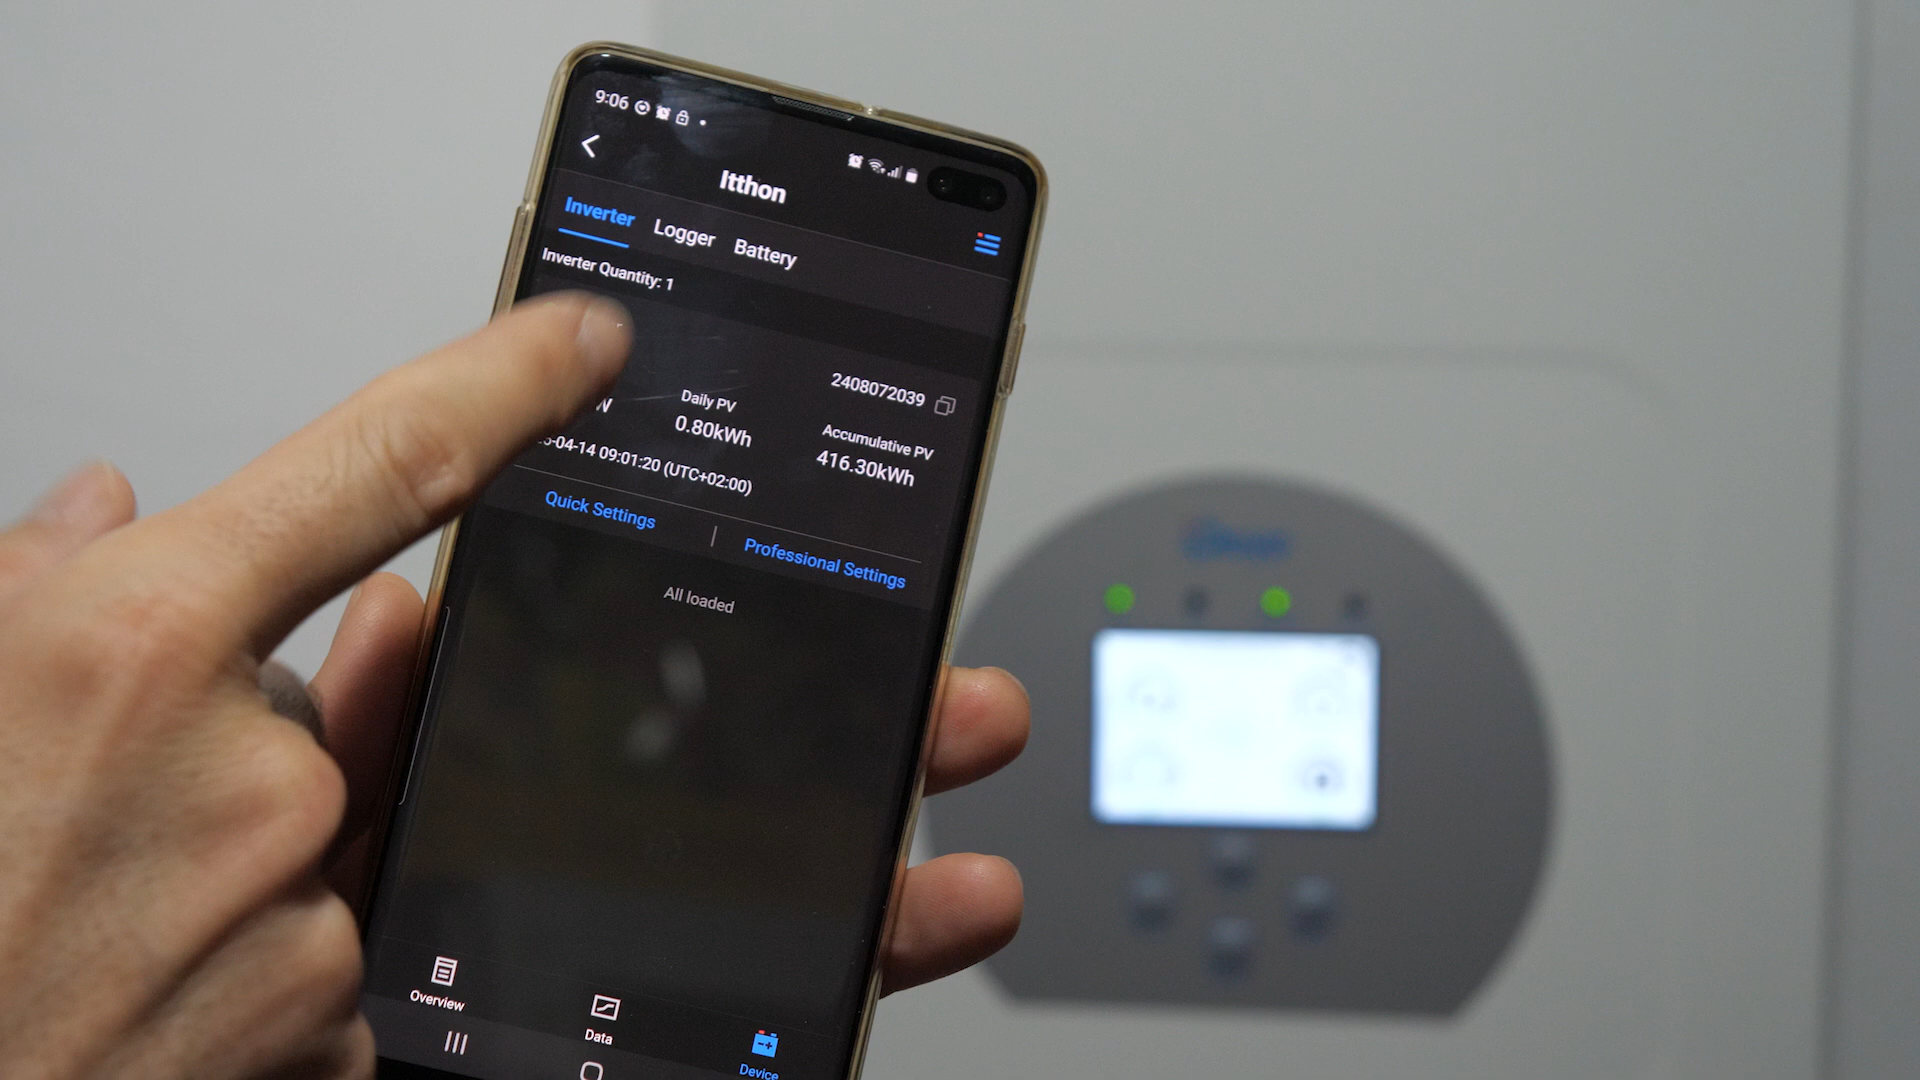 9:06
Itthon
Inverter Logger Battery
Inverter Quantity: 1
2408072039
Daily PV
0.80kWh
Accumulative PV
416.30kWh
-04-14 09:01:20 (UTC+02:00)
Quick Settings | Professional Settings
All loaded
Overview
Data
Device